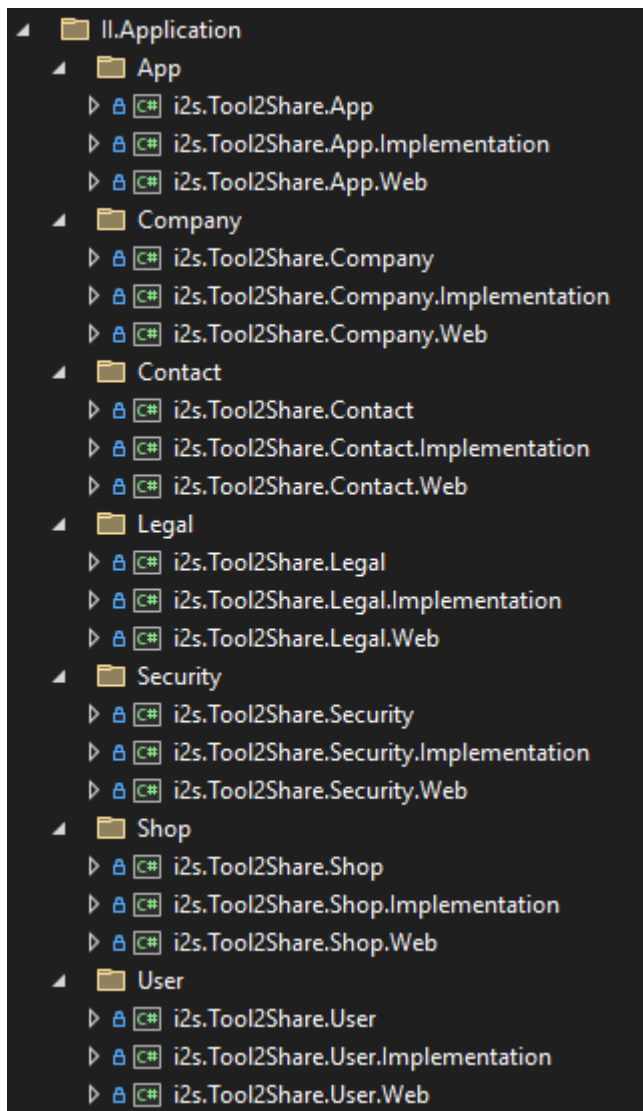 II.Application
App
C# i2s.Tool2Share.App
C# i2s.Tool2Share.App.Implementation
C# i2s.Tool2Share.App.Web
Company
C# i2s.Tool2Share.Company
C# i2s.Tool2Share.Company.Implementation
C# i2s.Tool2Share.Company.Web
Contact
C# i2s.Tool2Share.Contact
C# i2s.Tool2Share.Contact.Implementation
C# i2s.Tool2Share.Contact.Web
Legal
C# i2s.Tool2Share.Legal
C# i2s.Tool2Share.Legal.Implementation
C# i2s.Tool2Share.Legal.Web
Security
C# i2s.Tool2Share.Security
C# i2s.Tool2Share.Security.Implementation
C# i2s.Tool2Share.Security.Web
Shop
C# i2s.Tool2Share.Shop
C# i2s.Tool2Share.Shop.Implementation
C# i2s.Tool2Share.Shop.Web
User
C# i2s.Tool2Share.User
C# i2s.Tool2Share.User.Implementation
C# i2s.Tool2Share.User.Web